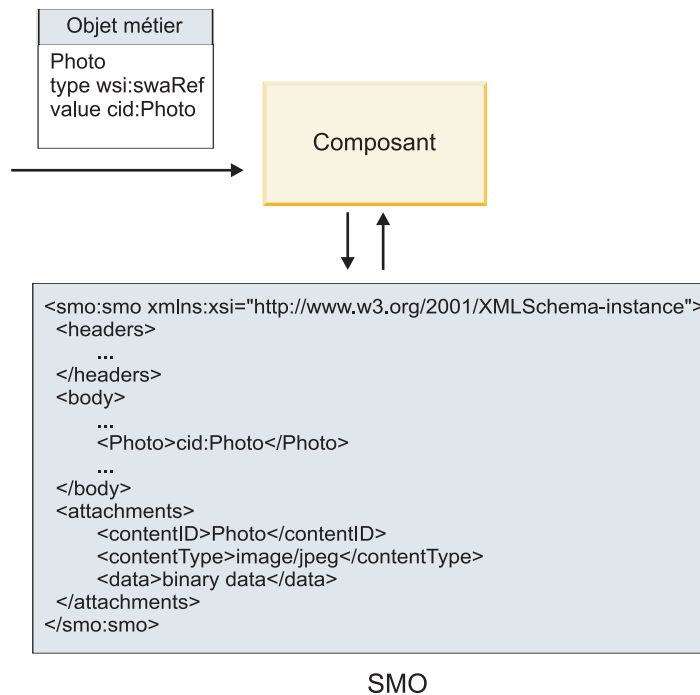 Objet métier
Photo
type wsi:swaRef
value cid:Photo
Composant
<smo:smo xmlns:xsi="http://www.w3.org/2001/XMLSchema-instance">
<headers>
...
</headers>
<body>
...
<Photo>cid:Photo</Photo>
...
</body>
<attachments>
<contentID>Photo</contentID>
<contentType>image/jpeg</contentType>
<data>binary data</data>
</attachments>
</smo:smo>
SMO